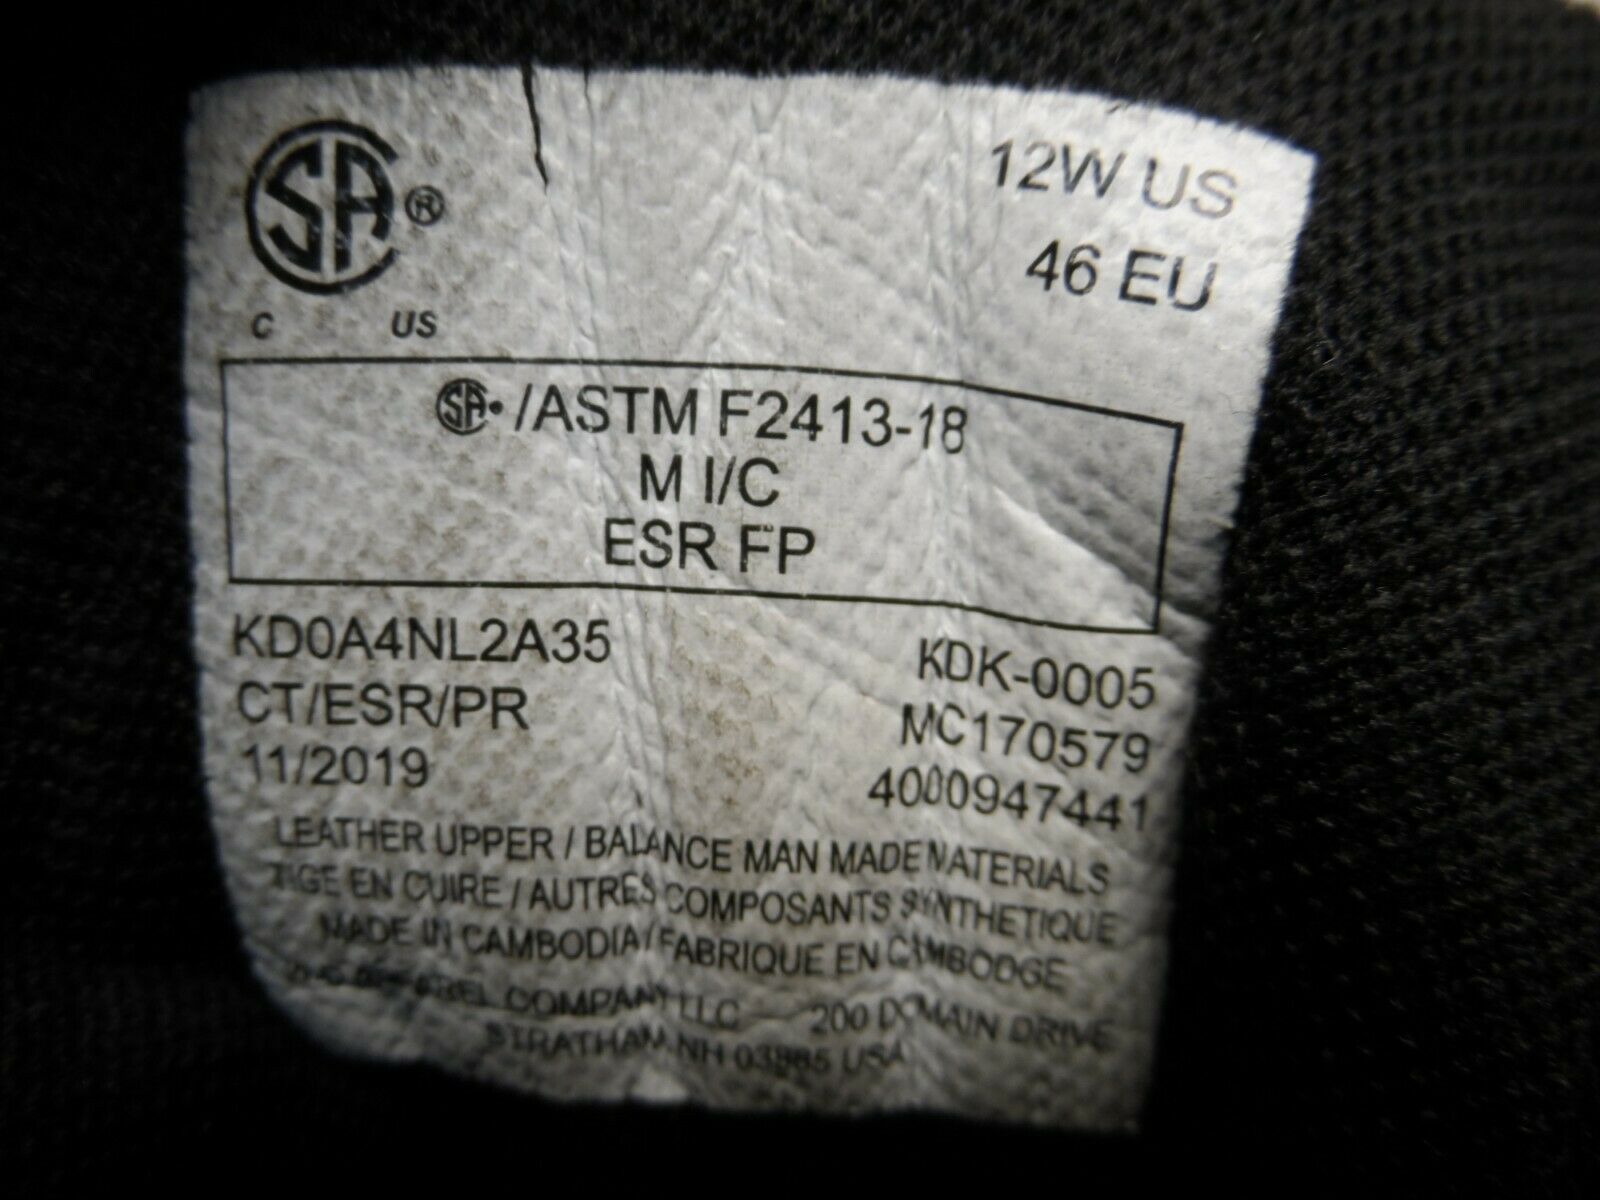 SA®
C US
12W US
46 EU
SA /ASTM F2413-18
M I/C
ESR FP
KD0A4NL2A35
CT/ESR/PR
11/2019
KDK-0005
MC170579
4000947441
LEATHER UPPER / BALANCE MAN MADE MATERIALS
TIGE EN CUIRE / AUTRES COMPOSANTS SYNTHETIQUE
MADE IN CAMBODIA / FABRIQUE EN CAMBODGE
COMPANY LLC 200 DOMAIN DRIVE
STRATHAM, NH 03885 USA